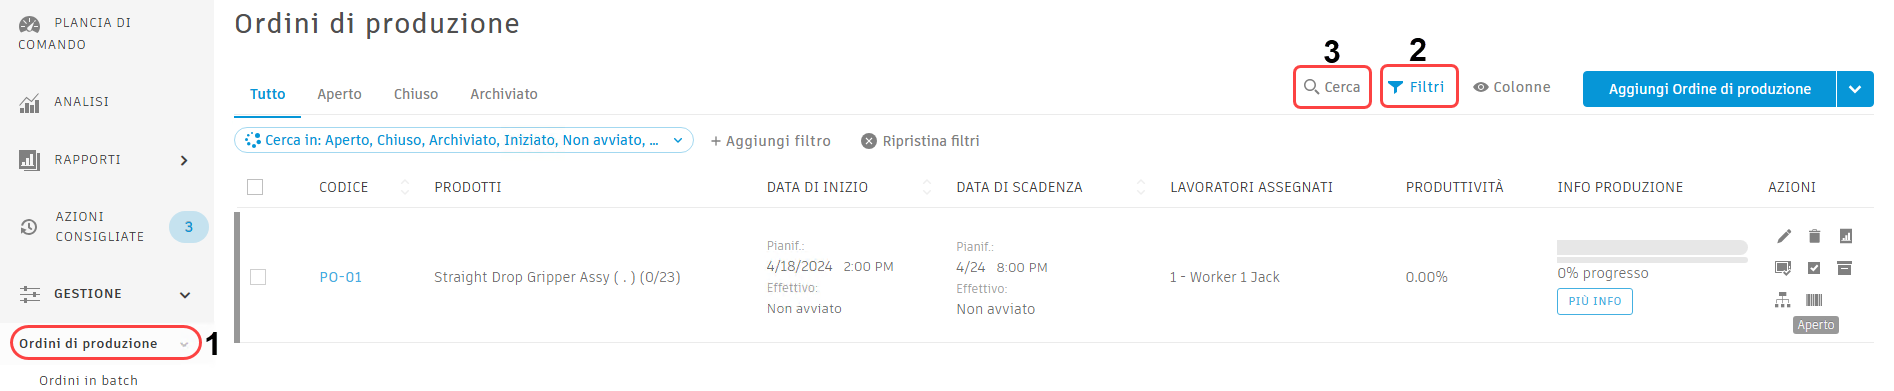 PLANCIA DI
COMANDO
ANALISI
RAPPORTI
AZIONI
CONSIGLIATE
3
GESTIONE
Ordini di produzione
1
Ordini in batch
Ordini di produzione
3
2
Tutto Aperto Chiuso Archiviato
Cerca Filtri Colonne Aggiungi Ordine di produzione
Cerca in: Aperto, Chiuso, Archiviato, Iniziato, Non avviato, ... + Aggiungi filtro Ripristina filtri
CODICE PRODOTTI DATA DI INIZIO DATA DI SCADENZA LAVORATORI ASSEGNATI PRODUTTIVITÀ INFO PRODUZIONE AZIONI
PO-01
Straight Drop Gripper Assy ( . ) (0/23)
Pianif.:
4/18/2024 2:00 PM
Effettivo:
Non avviato
Pianif.:
4/24 8:00 PM
Effettivo:
Non avviato
1 - Worker 1 Jack
0.00%
0% progresso
PIÙ INFO
Aperto